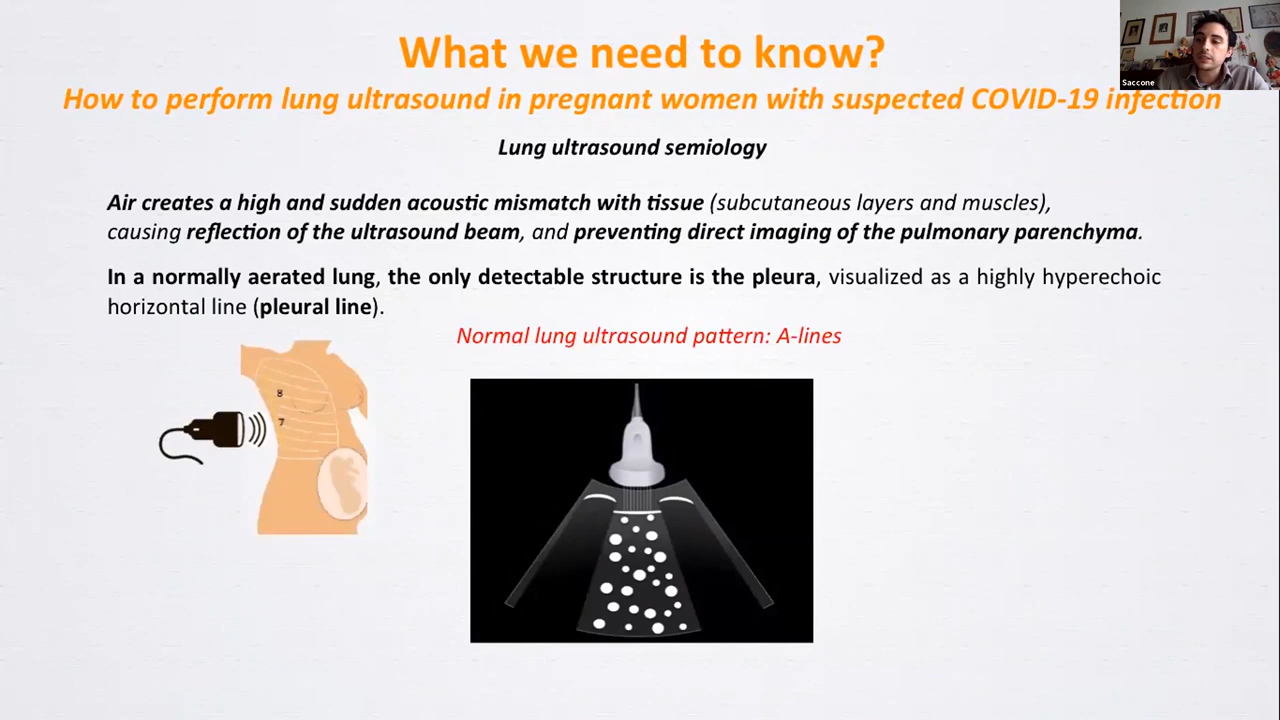 What we need to know?
How to perform lung ultrasound in pregnant women with suspected COVID-19 infection
Saccone
Lung ultrasound semiology
Air creates a high and sudden acoustic mismatch with tissue (subcutaneous layers and muscles),
causing reflection of the ultrasound beam, and preventing direct imaging of the pulmonary parenchyma.
In a normally aerated lung, the only detectable structure is the pleura, visualized as a highly hyperechoic
horizontal line (pleural line).
Normal lung ultrasound pattern: A-lines
8
7